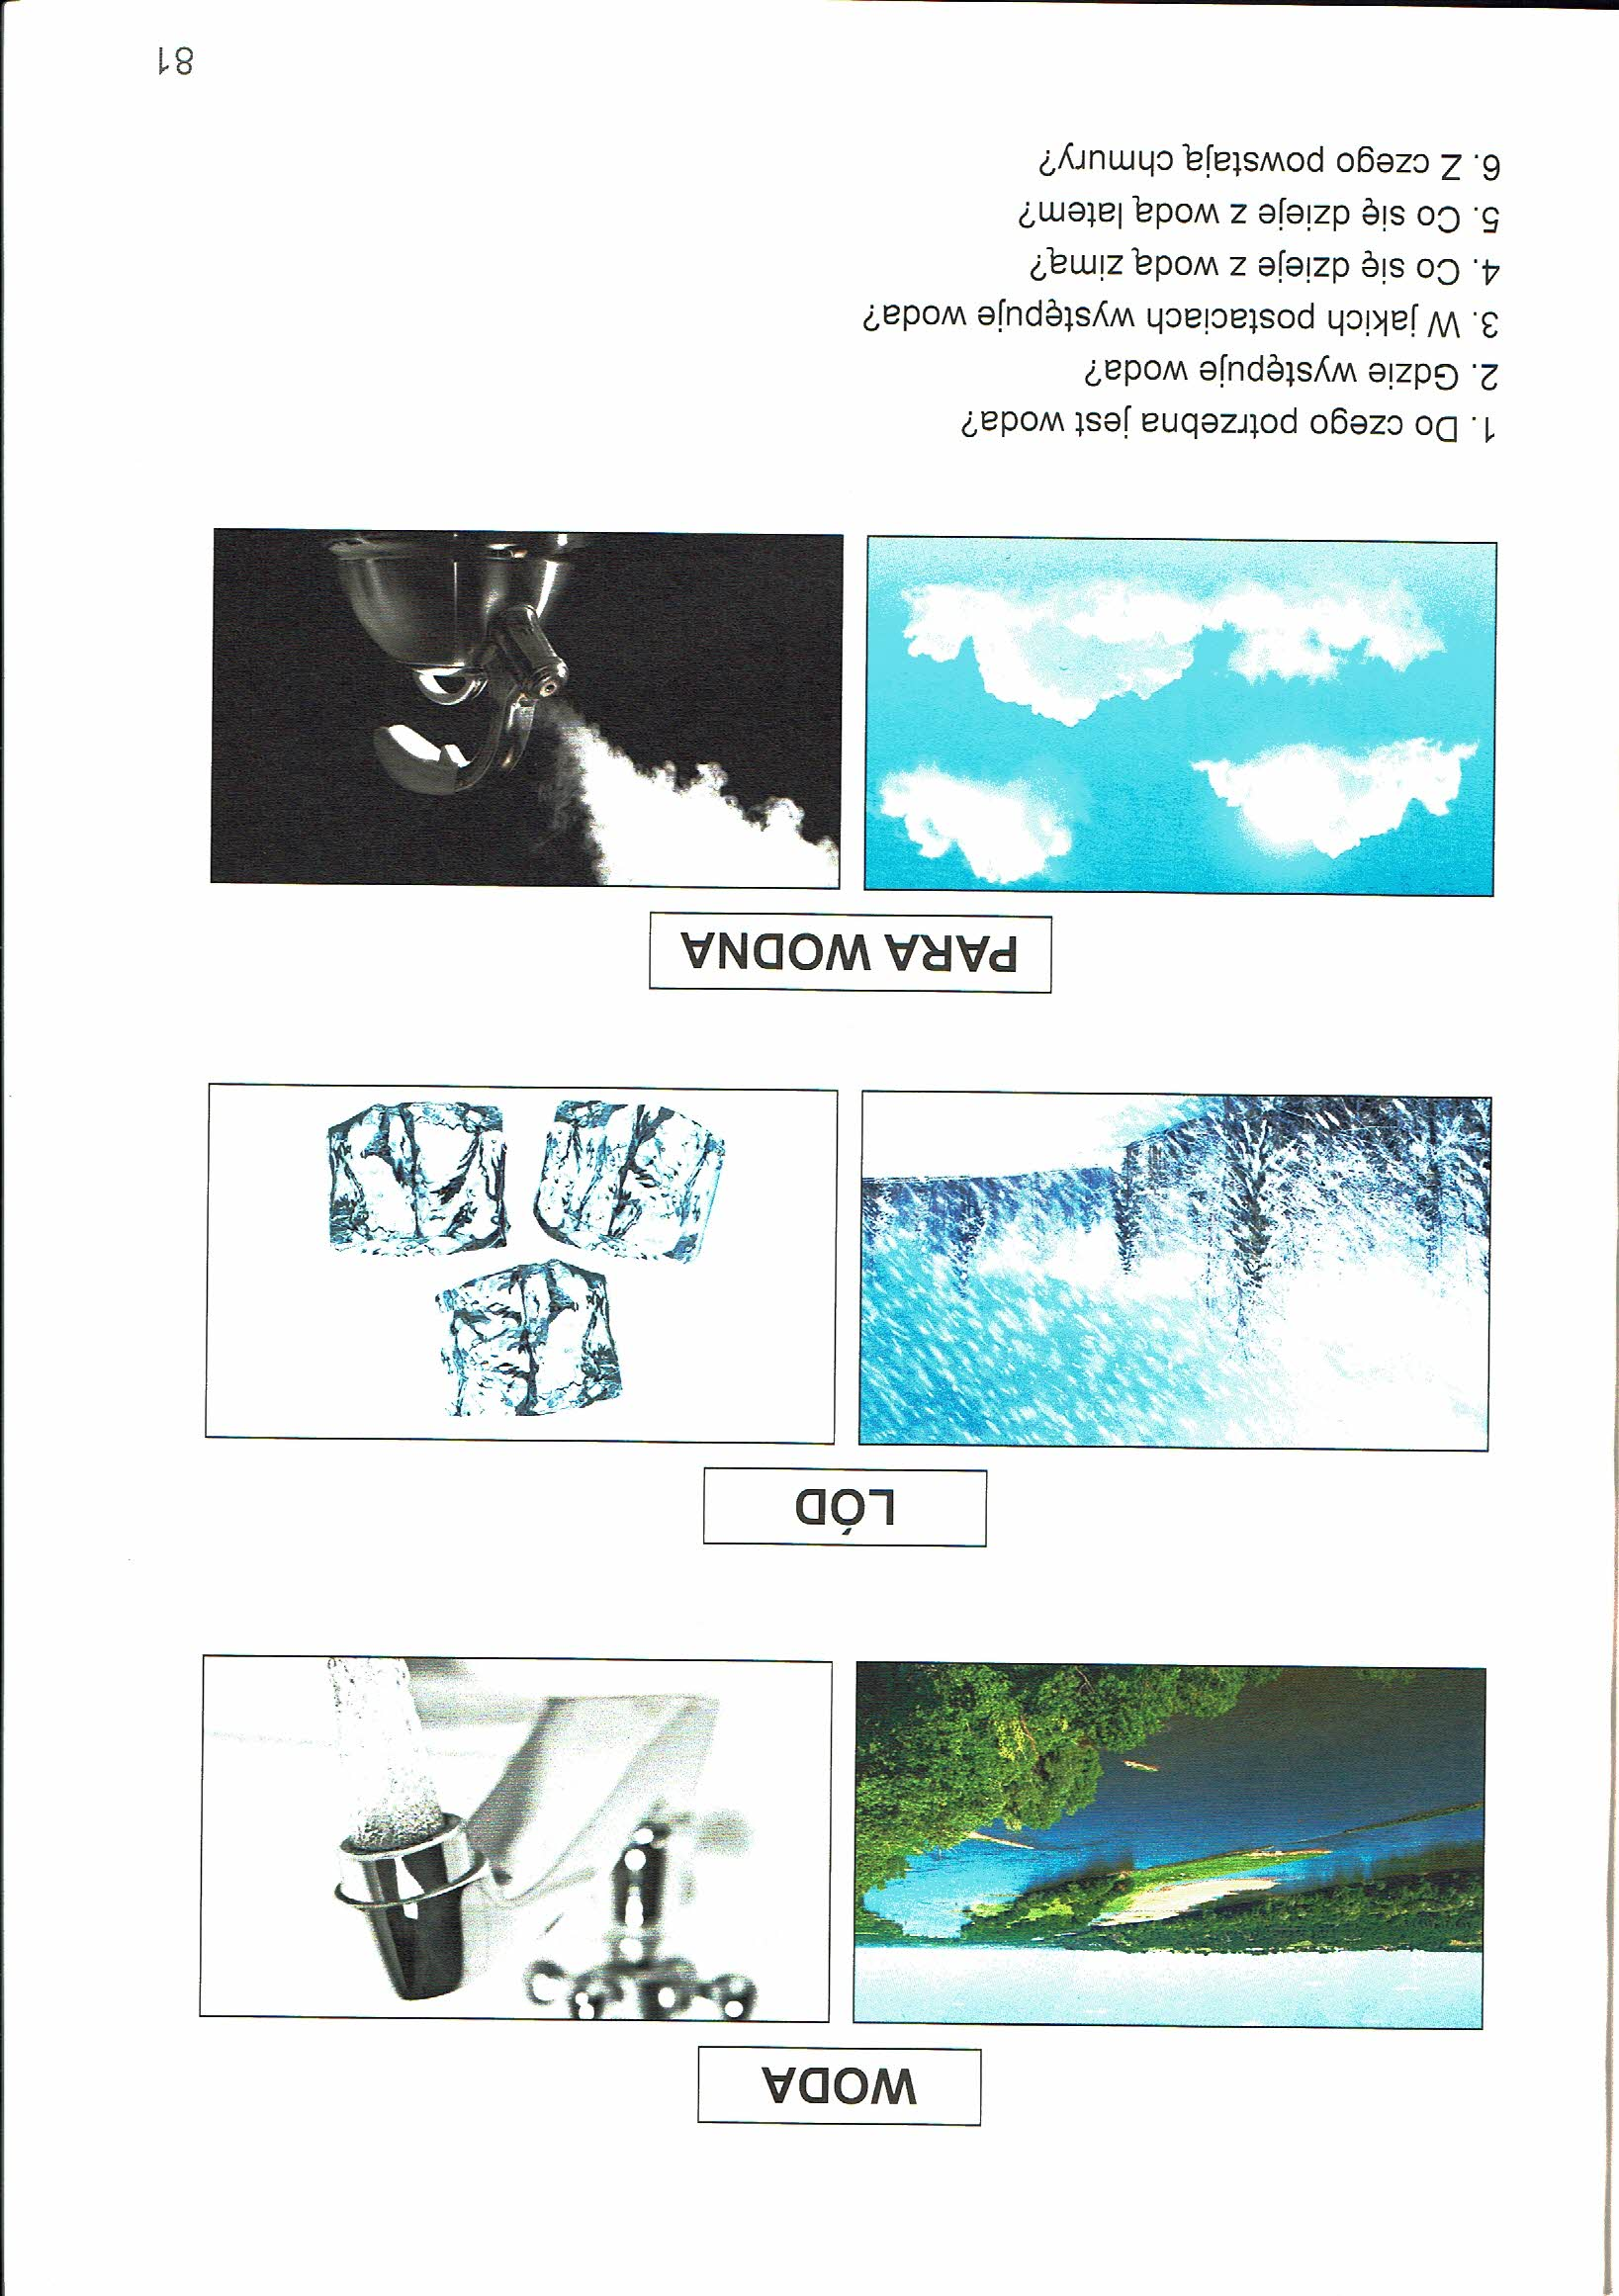 WODA
LÓD
PARA WODNA
1. Do czego potrzebna jest woda?
2. Gdzie występuje woda?
3. W jakich postaciach występuje woda?
4. Co się dzieje z wodą zimą?
5. Co się dzieje z wodą latem?
6. Z czego powstają chmury?
81